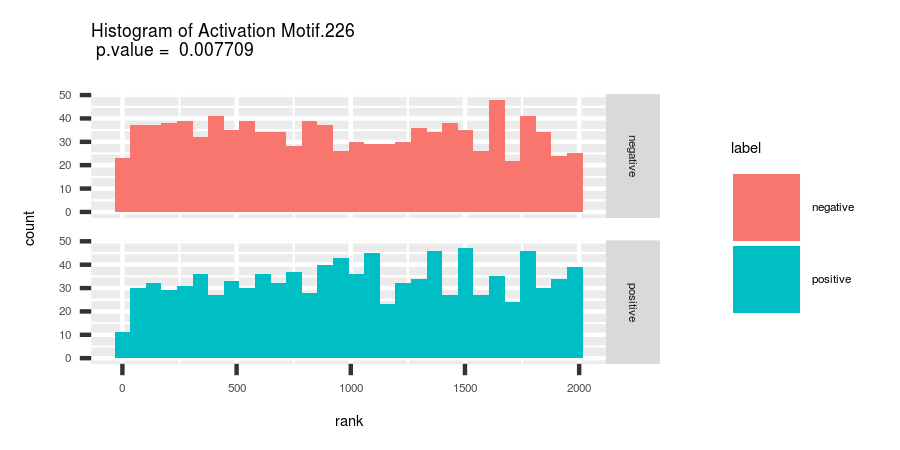 Histogram of Activation Motif.226
p.value =  0.007709
count
50
40
30
20
10
0
negative
50
40
30
20
10
0
positive
0 500 1000 1500 2000
rank
label
negative
positive